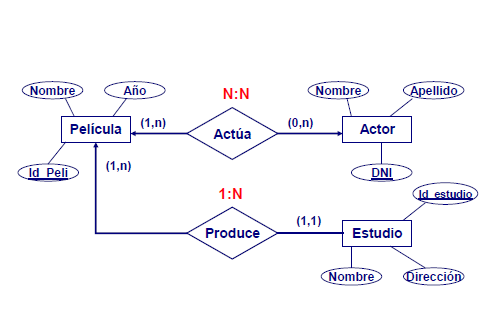 N:N
Nombre
Año
Nombre
Apellido
Película
(1,n)
Actúa
(0,n)
Actor
Id_Peli
(1,n)
DNI
1:N
Id_estudio
Produce
(1,1)
Estudio
Nombre
Dirección